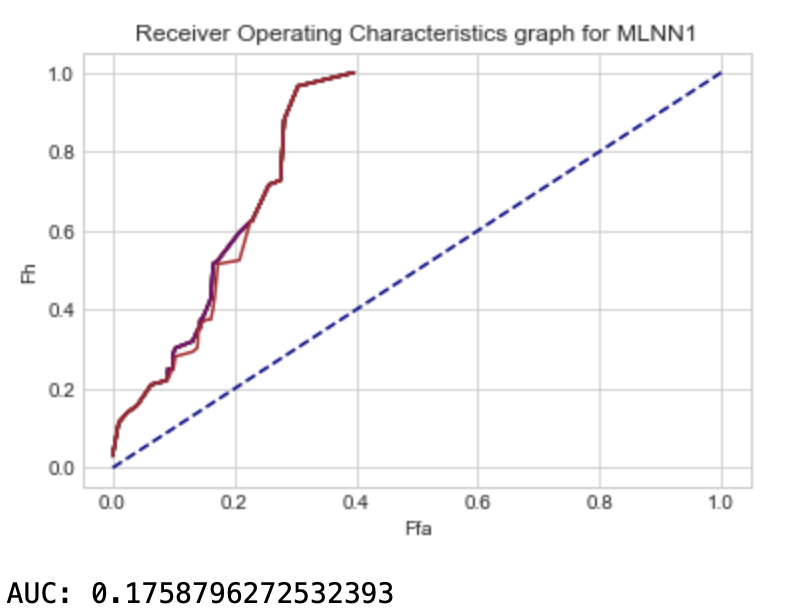 Receiver Operating Characteristics graph for MLNN1
1.0
0.8
0.6
0.4
0.2
0.0
Fh
0.0 0.2 0.4 0.6 0.8 1.0
Ffa
AUC: 0.1758796272532393